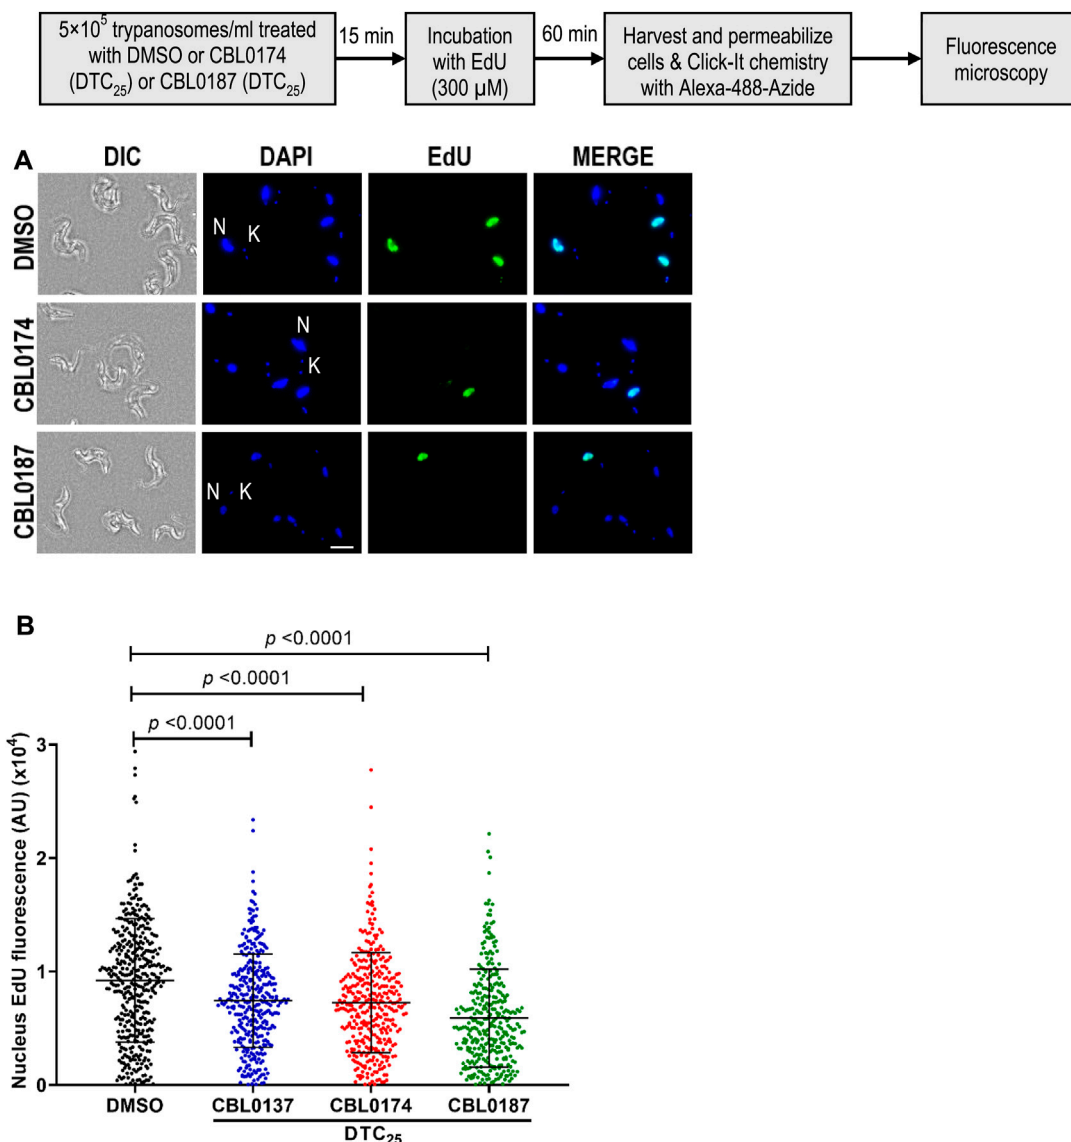 5×10⁵ trypanosomes/ml treated
with DMSO or CBL0174
(DTC₂₅) or CBL0187 (DTC₂₅)
15 min
Incubation
with EdU
(300 µM)
60 min
Harvest and permeabilize
cells & Click-It chemistry
with Alexa-488-Azide
Fluorescence
microscopy
A
DIC DAPI EdU MERGE
DMSO
N K
CBL0174
N
K
CBL0187
N K
B
p <0.0001
p <0.0001
p <0.0001
Nucleus EdU fluorescence (AU) (x10⁴)
3
2
1
0
DMSO CBL0137 CBL0174 CBL0187
DTC₂₅